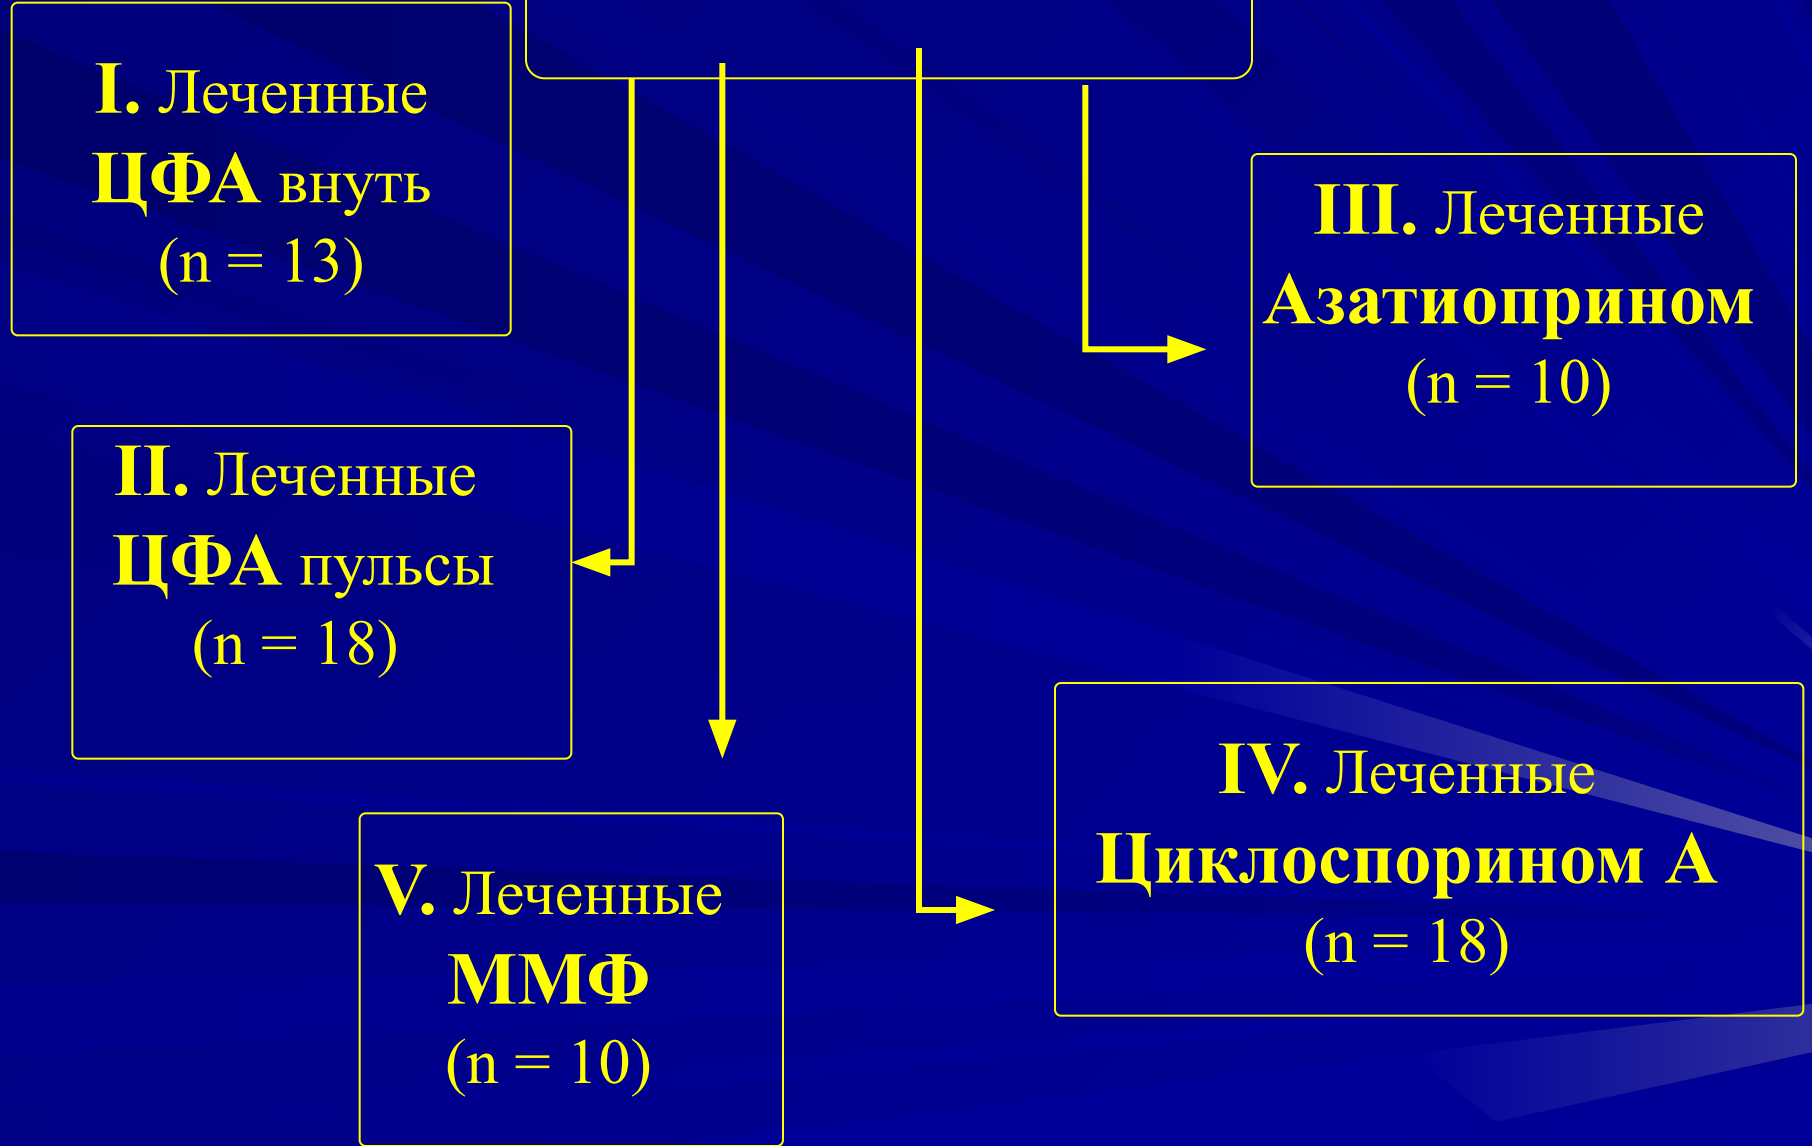 I. Леченные
ЦФА внуть
(n = 13)
II. Леченные
ЦФА пульсы
(n = 18)
III. Леченные
Азатиоприном
(n = 10)
IV. Леченные
Циклоспорином А
(n = 18)
V. Леченные
ММФ
(n = 10)